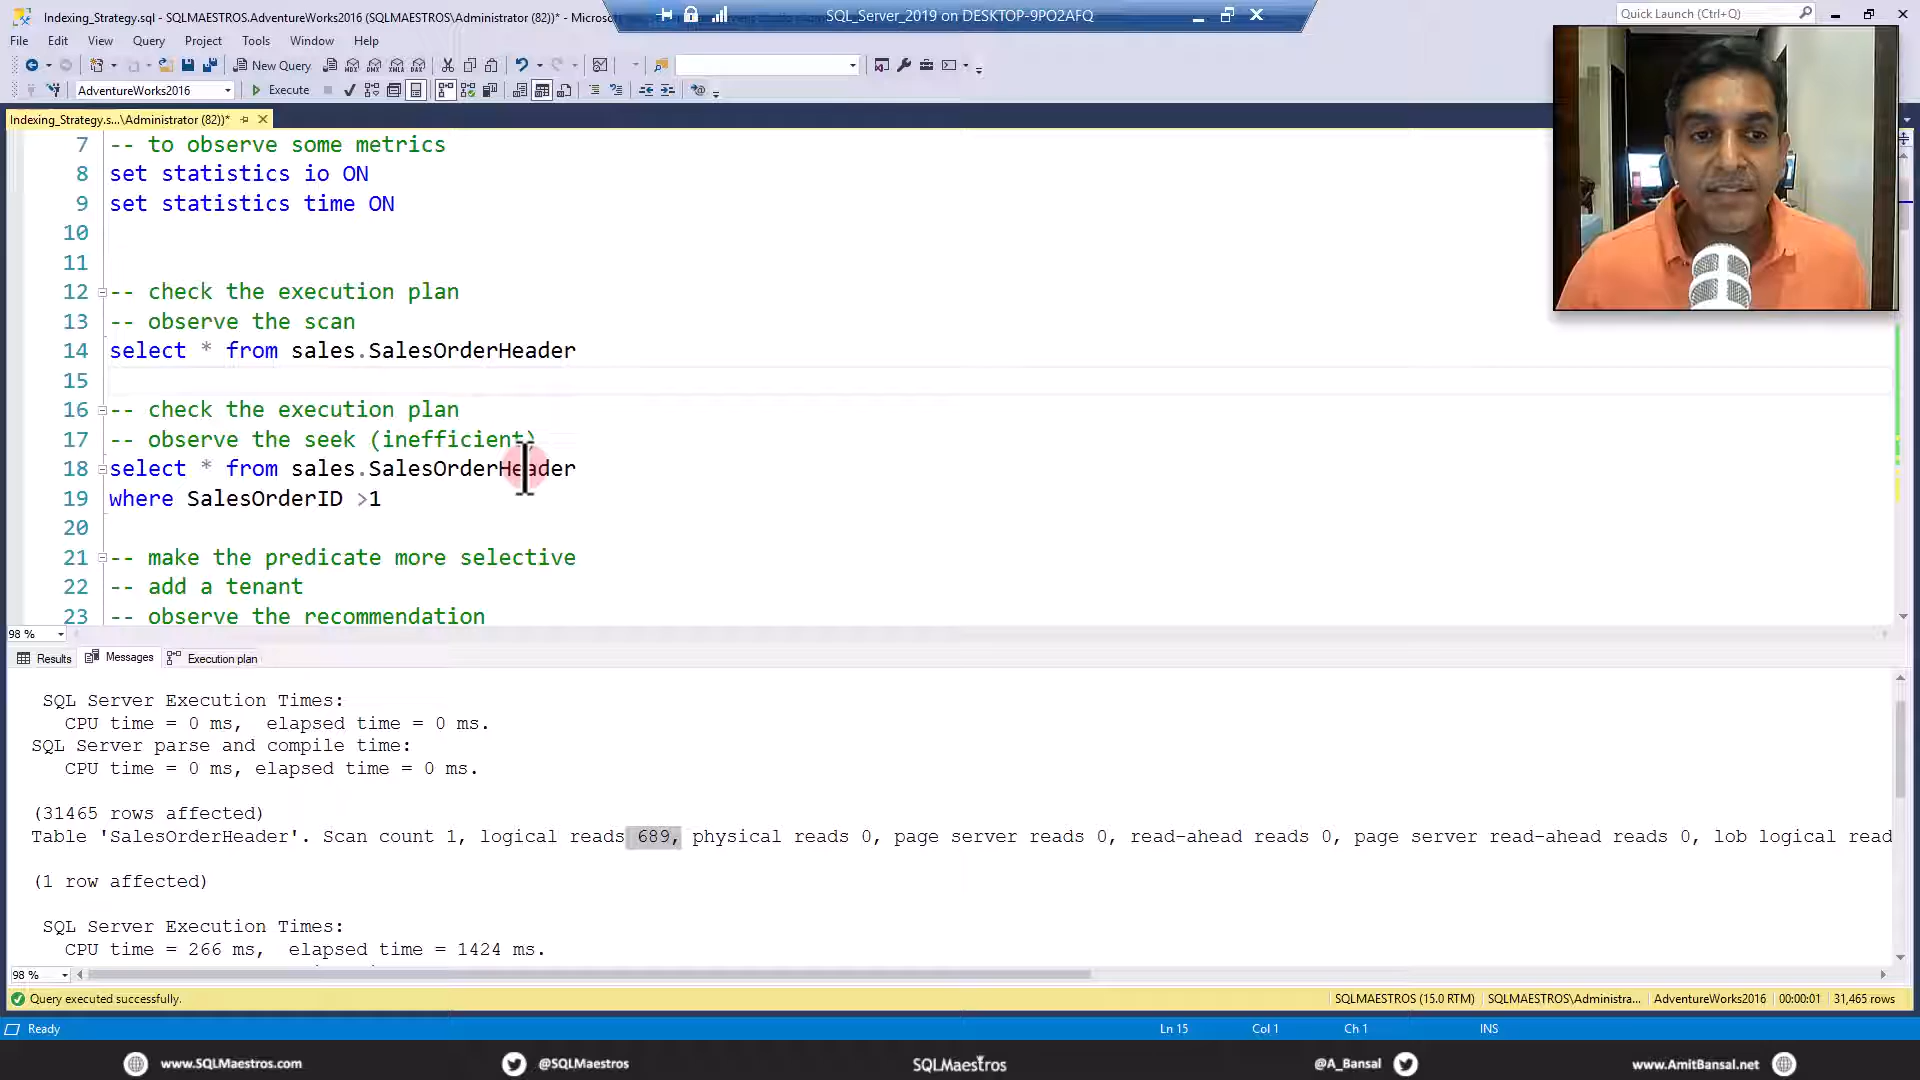 Indexing_Strategy.sql - SQLMAESTROS.AdventureWorks2016 (SQLMAESTROS\Administrator (82))* - Microsof
SQL_Server_2019 on DESKTOP-9PO2AFQ
Quick Launch (Ctrl+Q)
File Edit View Query Project Tools Window Help
New Query
AdventureWorks2016 Execute
Indexing_Strategy.s...\Administrator (82))*
7 -- to observe some metrics
8 set statistics io ON
9 set statistics time ON
10
11
12 -- check the execution plan
13 -- observe the scan
14 select * from sales.SalesOrderHeader
15
16 -- check the execution plan
17 -- observe the seek (inefficient)
18 select * from sales.SalesOrderHeader
19 where SalesOrderID >1
20
21 -- make the predicate more selective
22 -- add a tenant
23 -- observe the recommendation
98 %
Results Messages Execution plan
SQL Server Execution Times:
CPU time = 0 ms, elapsed time = 0 ms.
SQL Server parse and compile time:
CPU time = 0 ms, elapsed time = 0 ms.
(31465 rows affected)
Table 'SalesOrderHeader'. Scan count 1, logical reads 689, physical reads 0, page server reads 0, read-ahead reads 0, page server read-ahead reads 0, lob logical read
(1 row affected)
SQL Server Execution Times:
CPU time = 266 ms, elapsed time = 1424 ms.
98 %
Query executed successfully. SQLMAESTROS (15.0 RTM) SQLMAESTROS\Administra... AdventureWorks2016 00:00:01 31,465 rows
Ready Ln 15 Col 1 Ch 1 INS
www.SQLMaestros.com @SQLMaestros SQLMaestros @A_Bansal www.AmitBansal.net